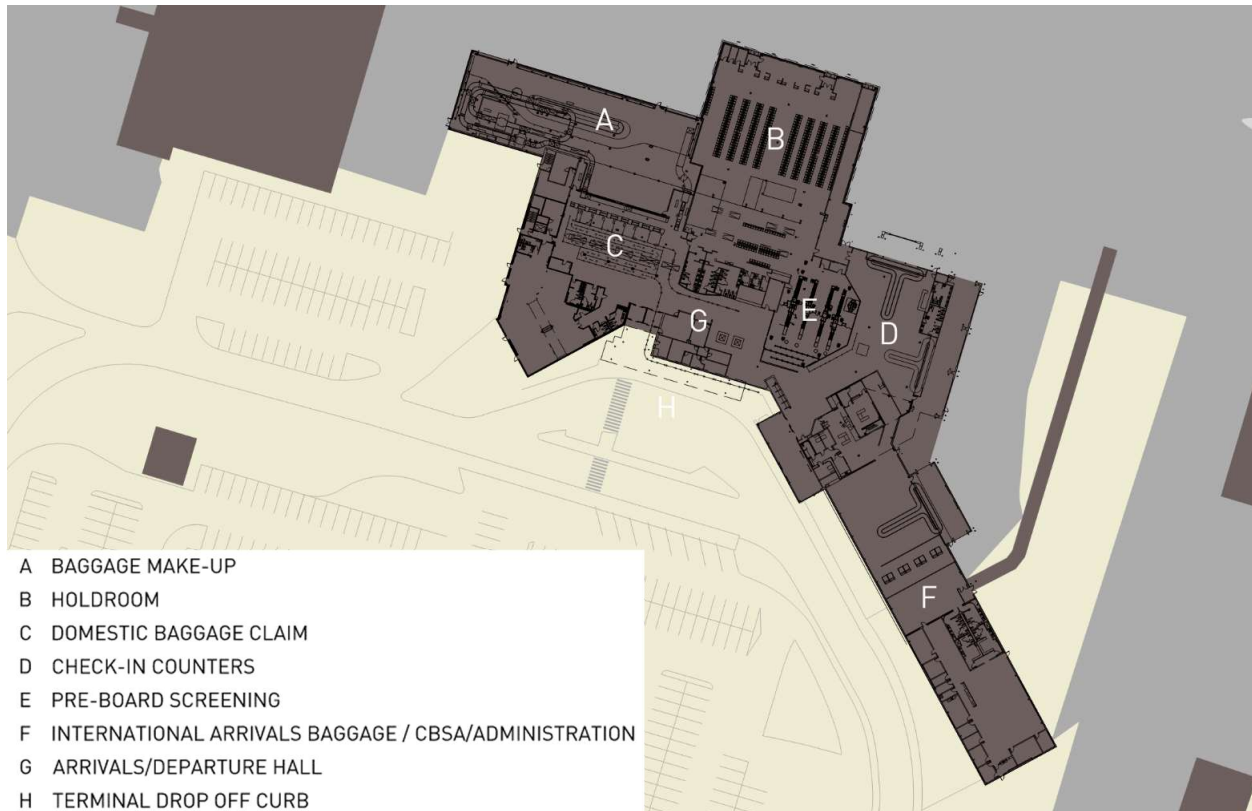 A
B
C
E
D
G
H
F
A BAGGAGE MAKE-UP
B HOLDROOM
C DOMESTIC BAGGAGE CLAIM
D CHECK-IN COUNTERS
E PRE-BOARD SCREENING
F INTERNATIONAL ARRIVALS BAGGAGE / CBSA/ADMINISTRATION
G ARRIVALS/DEPARTURE HALL
H TERMINAL DROP OFF CURB